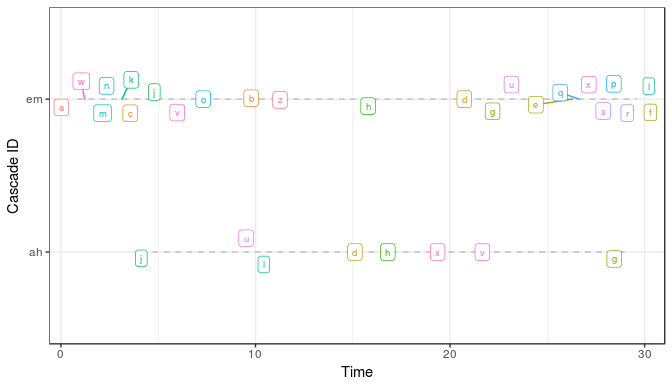 w n k u x p l
em a m c j v o b z h d g e q s r f
u
ah j l d h x v g
0 10 20 30
Time
Cascade ID